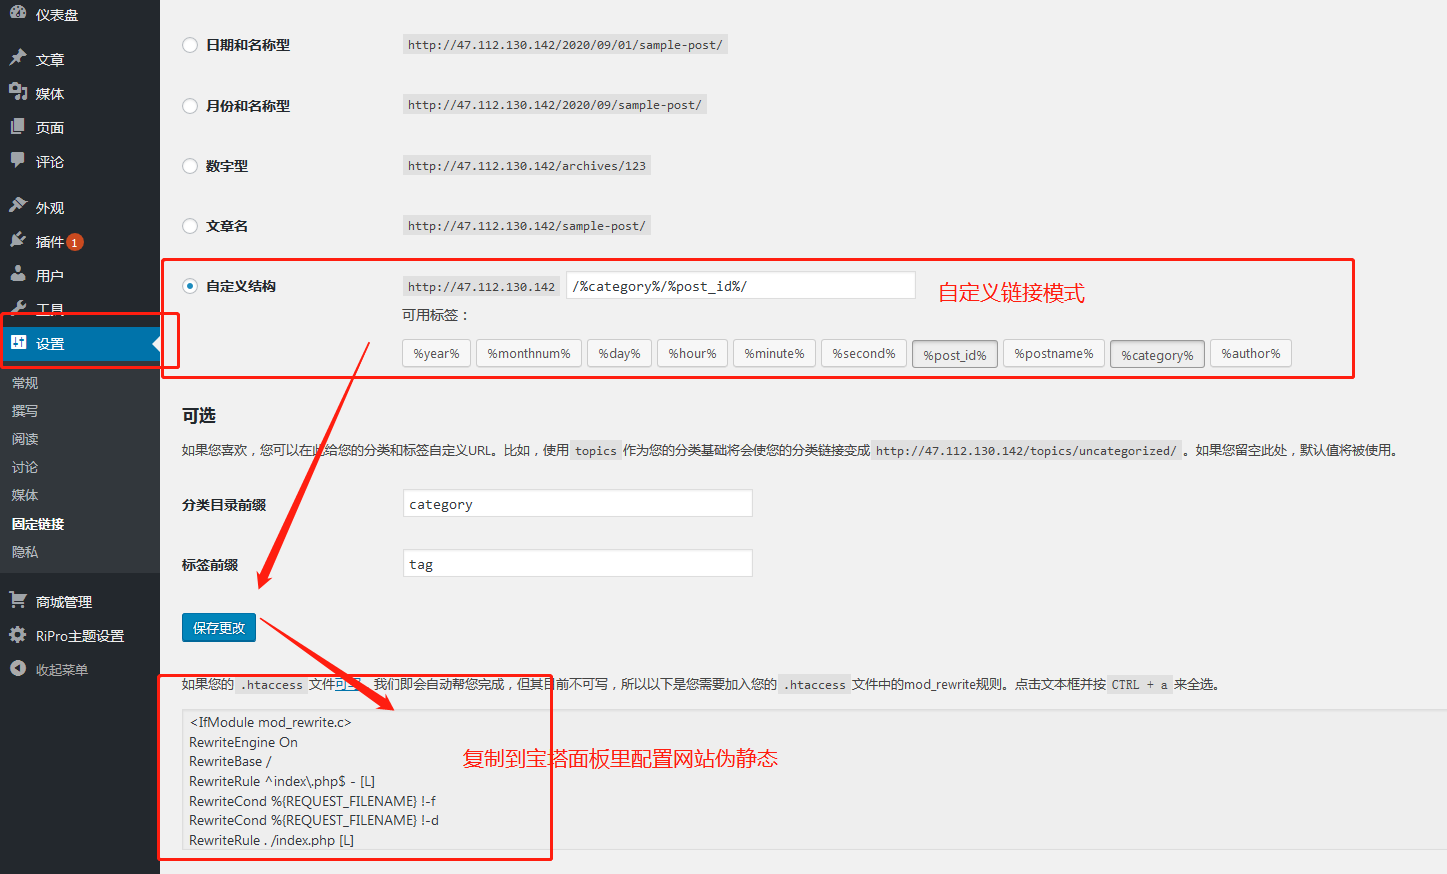 仪表盘
文章
媒体
页面
评论
外观
插件 1
用户
工具
设置
常规
撰写
阅读
讨论
媒体
固定链接
隐私
商城管理
RiPro主题设置
收起菜单
日期和名称型 http://47.112.130.142/2020/09/01/sample-post/
月份和名称型 http://47.112.130.142/2020/09/sample-post/
数字型 http://47.112.130.142/archives/123
文章名 http://47.112.130.142/sample-post/
自定义结构 http://47.112.130.142 /%category%/%post_id%/
自定义链接模式
可用标签：
%year% %monthnum% %day% %hour% %minute% %second% %post_id% %postname% %category% %author%
可选
如果您喜欢，您可以在此给您的分类和标签自定义URL。比如，使用 topics 作为您的分类基础将会使您的分类链接变成 http://47.112.130.142/topics/uncategorized/ 。如果您留空此处，默认值将被使用。
分类目录前缀 category
标签前缀 tag
保存更改
如果您的 .htaccess 文件可写，我们即会自动帮您完成，但其目前不可写，所以以下是您需要加入您的 .htaccess 文件中的mod_rewrite规则。点击文本框并按 CTRL + a 来全选。
<IfModule mod_rewrite.c>
RewriteEngine On
RewriteBase /
RewriteRule ^index\.php$ - [L]
RewriteCond %{REQUEST_FILENAME} !-f
RewriteCond %{REQUEST_FILENAME} !-d
RewriteRule . /index.php [L]
复制到宝塔面板里配置网站伪静态